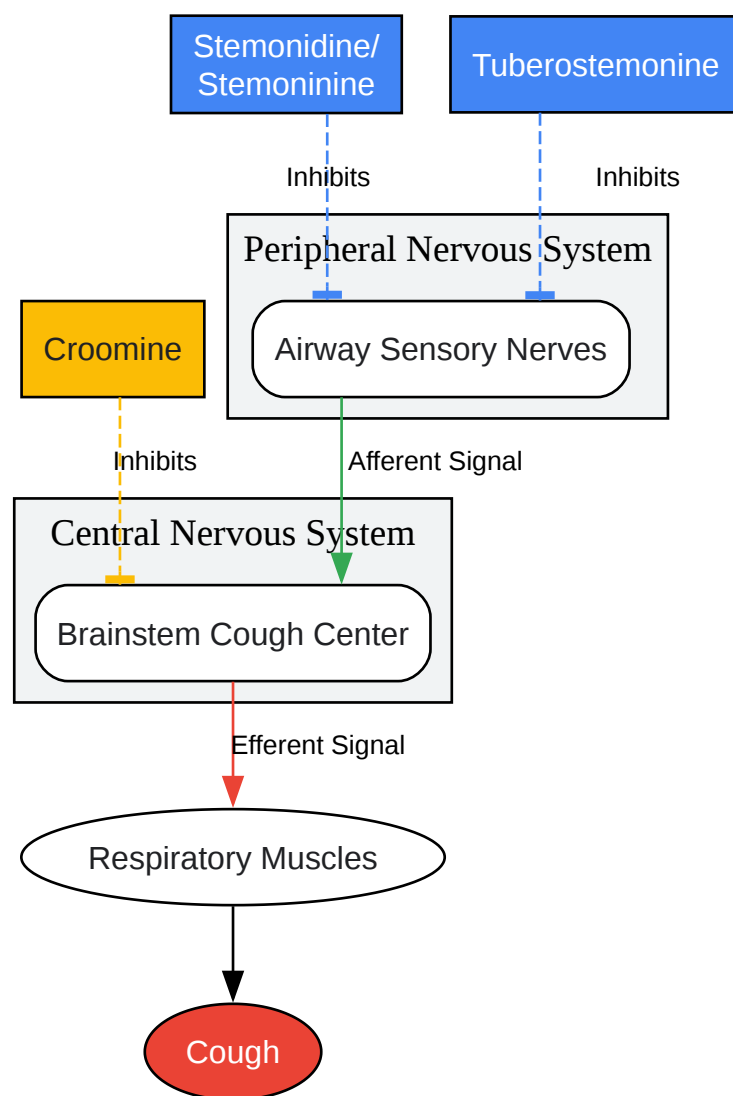 Stemonidine/
Stemoninine
Tuberostemonine
Inhibits
Inhibits
Peripheral Nervous System
Croomine
Airway Sensory Nerves
Inhibits
Afferent Signal
Central Nervous System
Brainstem Cough Center
Efferent Signal
Respiratory Muscles
Cough